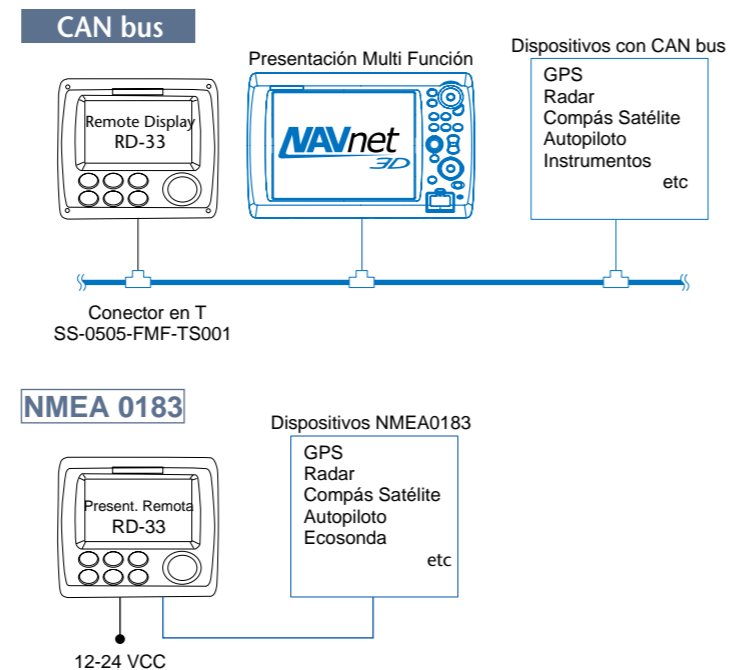 CAN bus
Presentación Multi Función
Dispositivos con CAN bus
Remote Display
RD-33
NAVnet
3D
GPS
Radar
Compás Satélite
Autopiloto
Instrumentos
etc
Conector en T
SS-0505-FMF-TS001
NMEA 0183
Dispositivos NMEA0183
Present. Remota
RD-33
GPS
Radar
Compás Satélite
Autopiloto
Ecosonda
etc
12-24 VCC